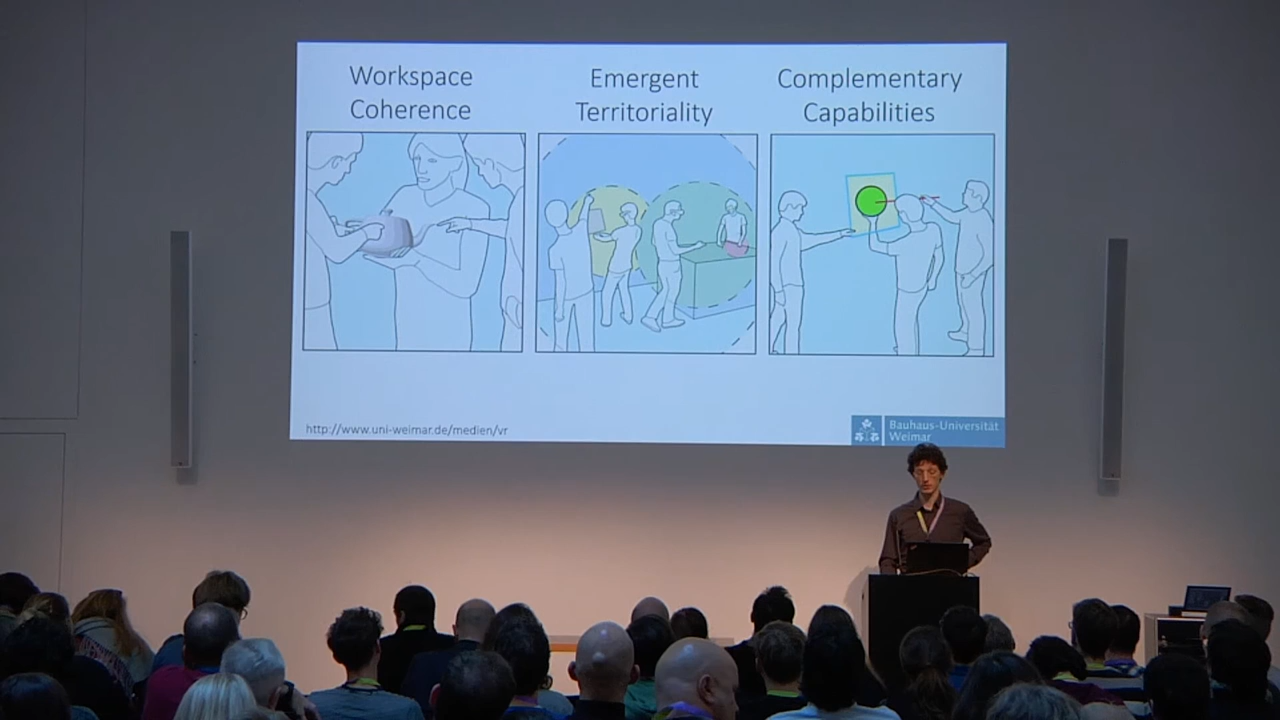 Workspace
Coherence
Emergent
Territoriality
Complementary
Capabilities
http://www.uni-weimar.de/medien/vr
Bauhaus-Universität
Weimar